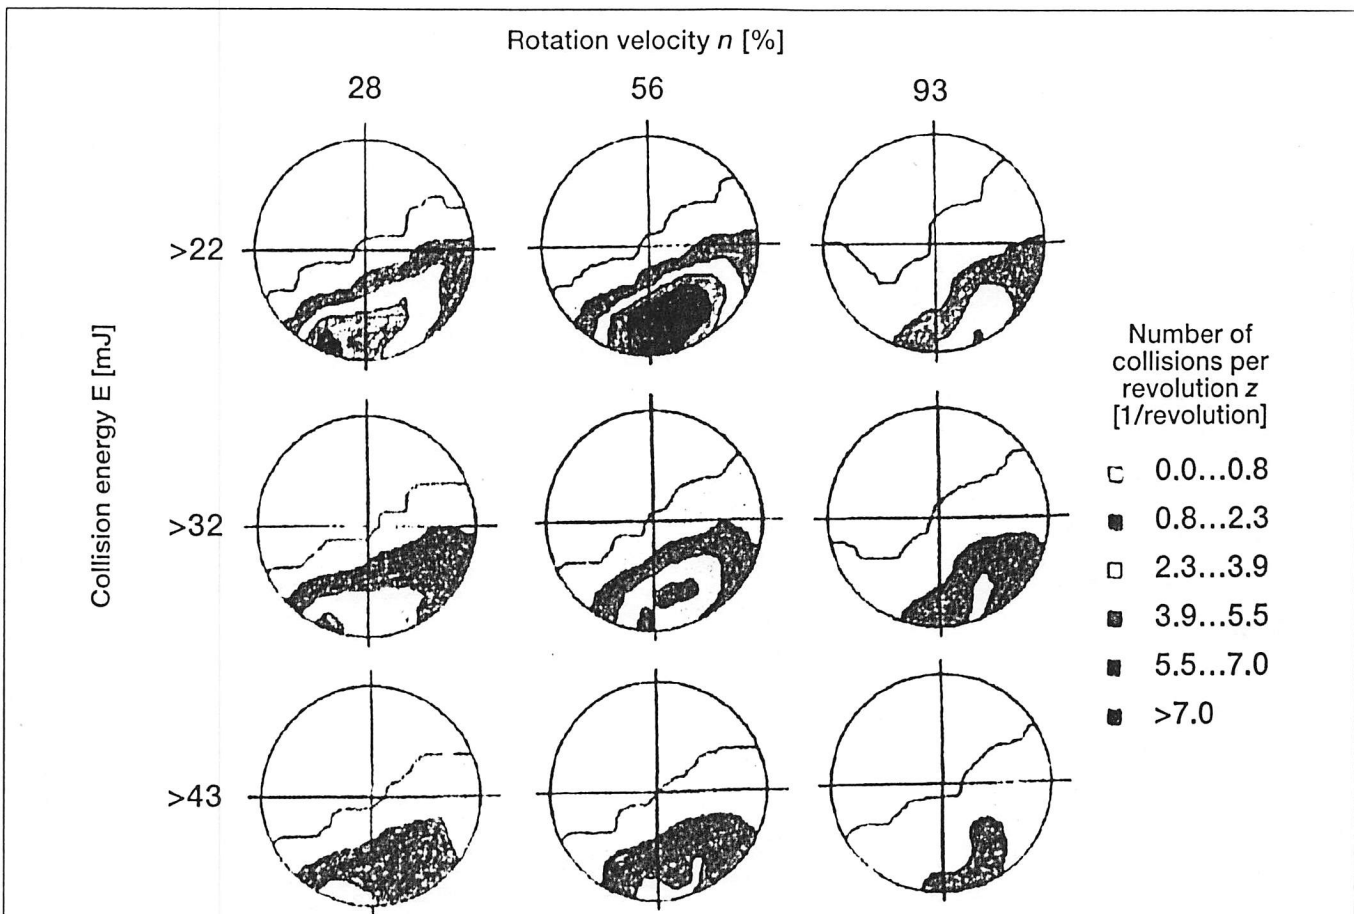 Rotation velocity n [%]
28 56 93
>22
>32
>43
Collision energy E [mJ]
Number of
collisions per
revolution z
[1/revolution]
0.0...0.8
0.8...2.3
2.3...3.9
3.9...5.5
5.5...7.0
>7.0